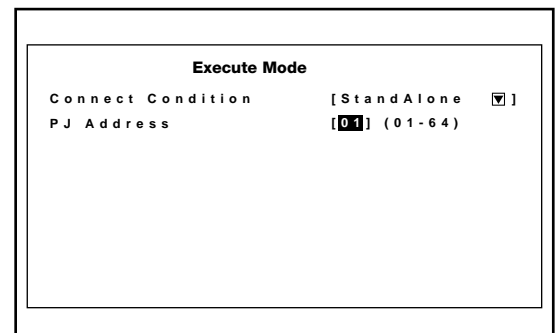 Execute Mode
Connect Condition [StandAlone ▼]
PJ Address [01] (01-64)